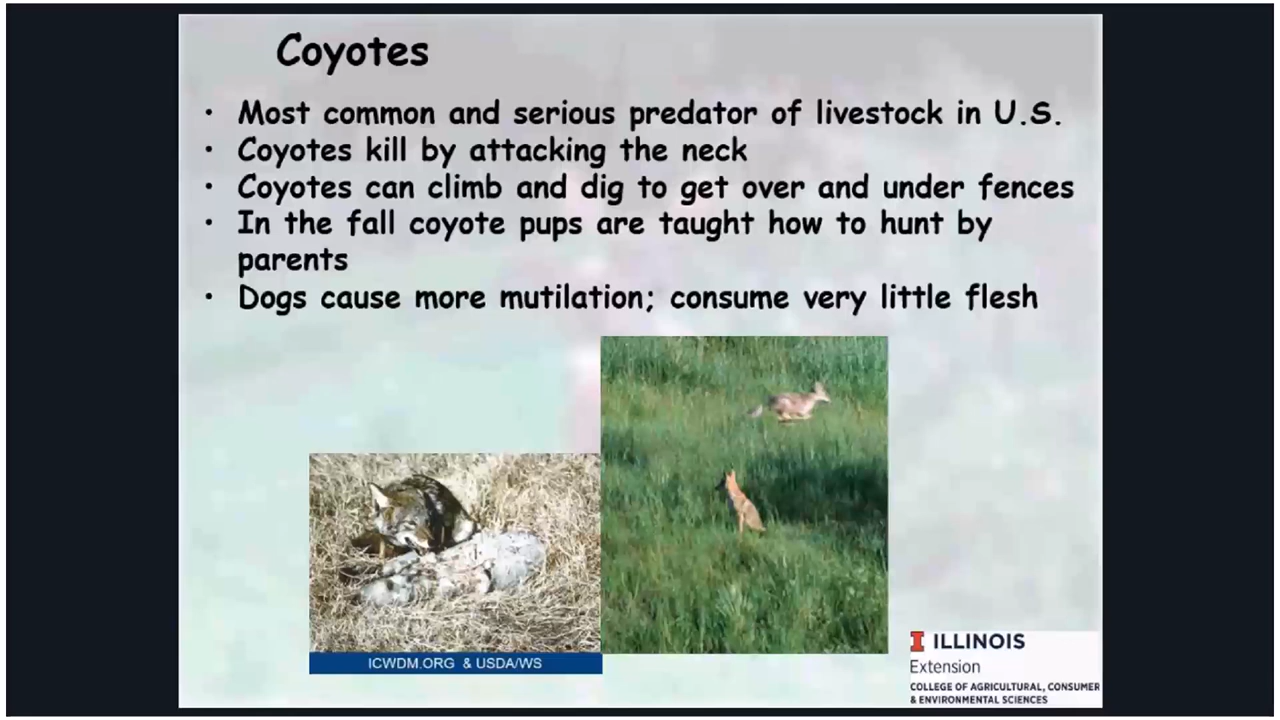 Coyotes
• Most common and serious predator of livestock in U.S.
• Coyotes kill by attacking the neck
• Coyotes can climb and dig to get over and under fences
• In the fall coyote pups are taught how to hunt by
parents
• Dogs cause more mutilation; consume very little flesh
ICWDM.ORG & USDA/WS
I ILLINOIS
Extension
COLLEGE OF AGRICULTURAL, CONSUMER
& ENVIRONMENTAL SCIENCES